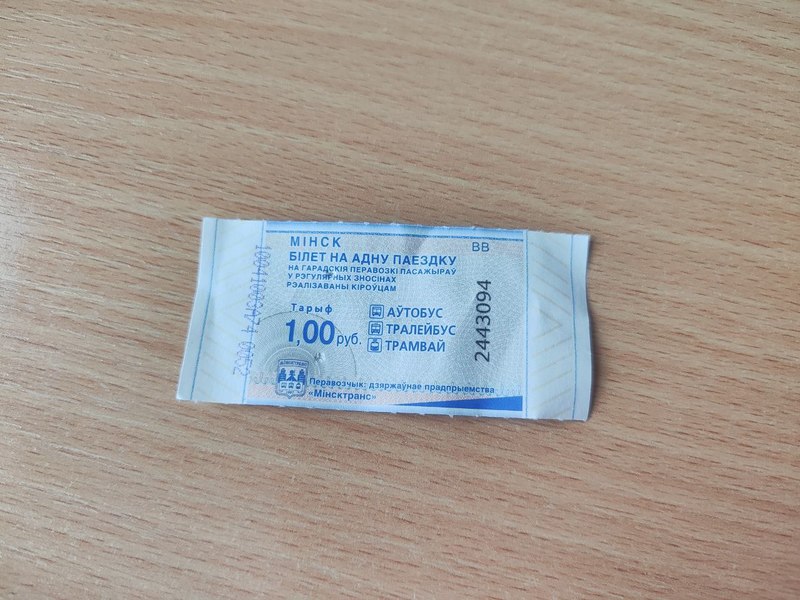 МІНСК
ВВ
БІЛЕТ НА АДНУ ПАЕЗДКУ
НА ГАРАДСКІЯ ПЕРАВОЗКІ ПАСАЖЫРАЎ
У РЭГУЛЯРНЫХ ЗНОСІНАХ
РЭАЛІЗАВАНЫ КІРОЎЦАМ
Тарыф
1,00 руб.
АЎТОБУС
ТРАЛЕЙБУС
ТРАМВАЙ
2443094
Перавозчык: дзяржаўнае прадпрыемства
«Мінсктранс»